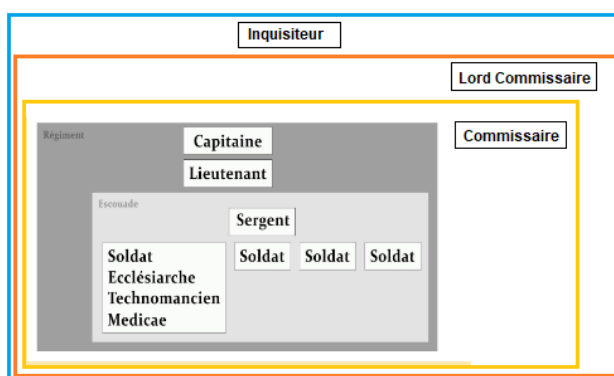 Inquisiteur
Lord Commissaire
Commissaire
Régiment
Capitaine
Lieutenant
Escouade
Sergent
Soldat
Ecclésiarche
Technomancien
Medicae
Soldat
Soldat
Soldat